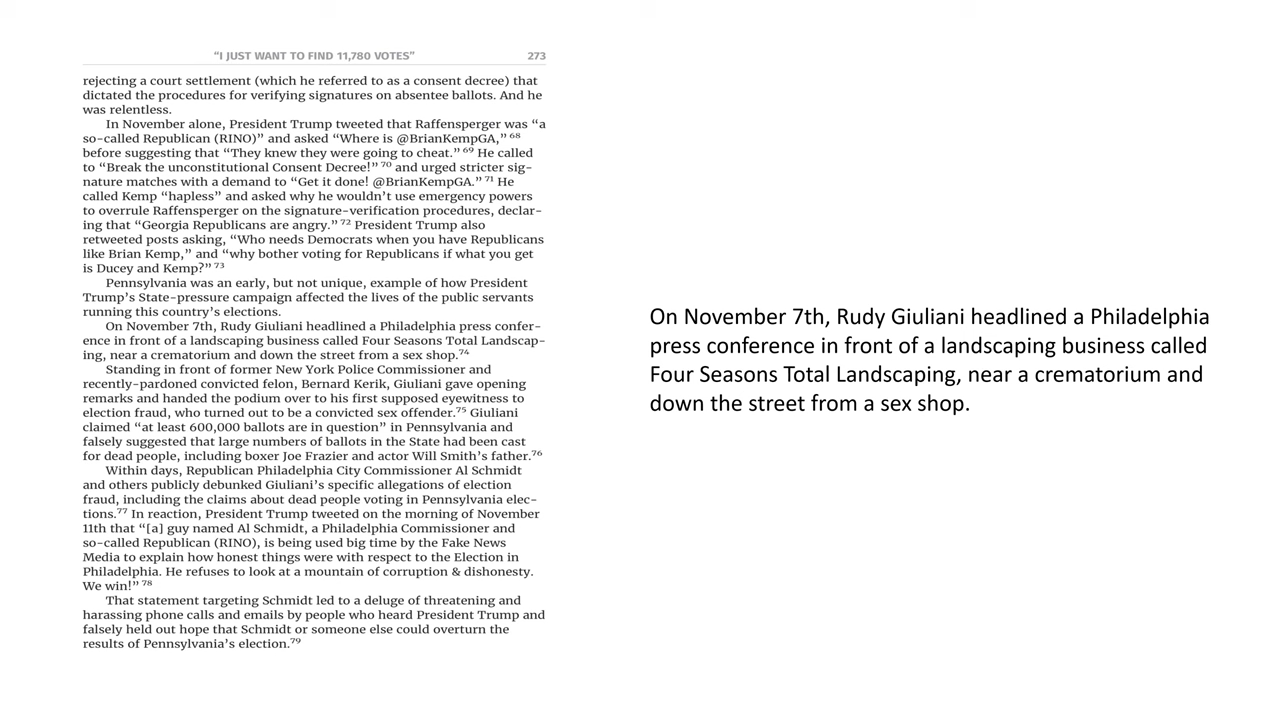 “I JUST WANT TO FIND 11,780 VOTES” 273
rejecting a court settlement (which he referred to as a consent decree) that
dictated the procedures for verifying signatures on absentee ballots. And he
was relentless.
In November alone, President Trump tweeted that Raffensperger was “a
so-called Republican (RINO)” and asked “Where is @BrianKempGA,” 68
before suggesting that “They knew they were going to cheat.” 69 He called
to “Break the unconstitutional Consent Decree!” 70 and urged stricter sig-
nature matches with a demand to “Get it done! @BrianKempGA.” 71 He
called Kemp “hapless” and asked why he wouldn’t use emergency powers
to overrule Raffensperger on the signature-verification procedures, declar-
ing that “Georgia Republicans are angry.” 72 President Trump also
retweeted posts asking, “Who needs Democrats when you have Republicans
like Brian Kemp,” and “why bother voting for Republicans if what you get
is Ducey and Kemp?” 73
Pennsylvania was an early, but not unique, example of how President
Trump’s State-pressure campaign affected the lives of the public servants
running this country’s elections.
On November 7th, Rudy Giuliani headlined a Philadelphia press confer-
ence in front of a landscaping business called Four Seasons Total Landscap-
ing, near a crematorium and down the street from a sex shop.74
Standing in front of former New York Police Commissioner and
recently-pardoned convicted felon, Bernard Kerik, Giuliani gave opening
remarks and handed the podium over to his first supposed eyewitness to
election fraud, who turned out to be a convicted sex offender.75 Giuliani
claimed “at least 600,000 ballots are in question” in Pennsylvania and
falsely suggested that large numbers of ballots in the State had been cast
for dead people, including boxer Joe Frazier and actor Will Smith’s father.76
Within days, Republican Philadelphia City Commissioner Al Schmidt
and others publicly debunked Giuliani’s specific allegations of election
fraud, including the claims about dead people voting in Pennsylvania elec-
tions.77 In reaction, President Trump tweeted on the morning of November
11th that “[a] guy named Al Schmidt, a Philadelphia Commissioner and
so-called Republican (RINO), is being used big time by the Fake News
Media to explain how honest things were with respect to the Election in
Philadelphia. He refuses to look at a mountain of corruption & dishonesty.
We win!” 78
That statement targeting Schmidt led to a deluge of threatening and
harassing phone calls and emails by people who heard President Trump and
falsely held out hope that Schmidt or someone else could overturn the
results of Pennsylvania’s election.79
On November 7th, Rudy Giuliani headlined a Philadelphia
press conference in front of a landscaping business called
Four Seasons Total Landscaping, near a crematorium and
down the street from a sex shop.